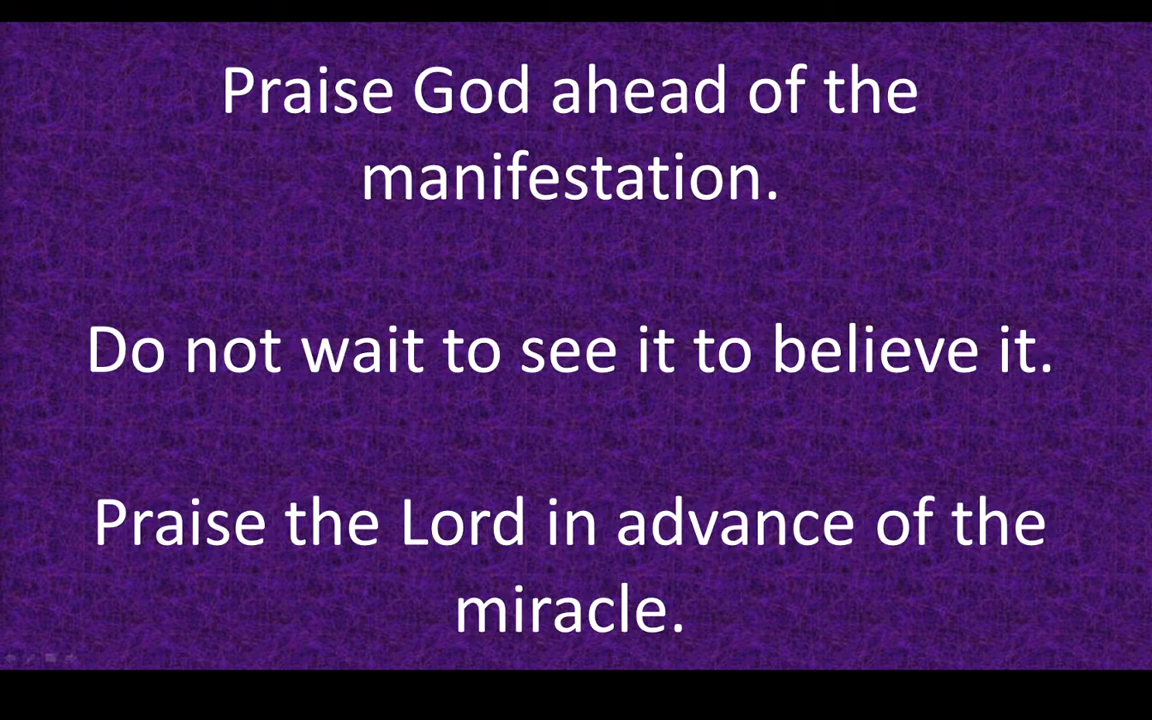 Praise God ahead of the
manifestation.
Do not wait to see it to believe it.
Praise the Lord in advance of the
miracle.